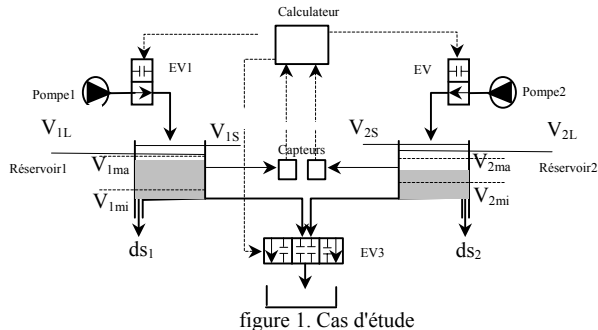 Calculateur
EV1
EV
Pompe1
Pompe2
V1L
V1S
V2S
V2L
Capteurs
Réservoir1
V1ma
V2ma
Réservoir2
V1mi
V2mi
ds1
ds2
EV3
figure 1. Cas d'étude